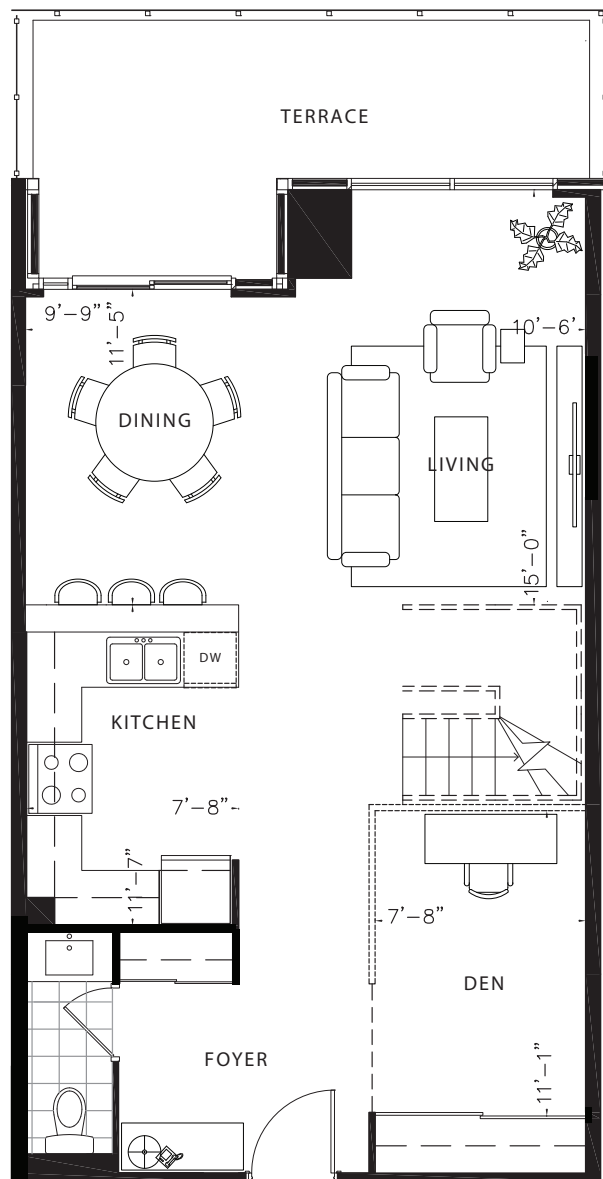 TERRACE
9'-9"
11'-5"
10'-6'
DINING
LIVING
15'-0"
DW
KITCHEN
7'-8"
11'-7"
7'-8"
DEN
FOYER
11'-1"